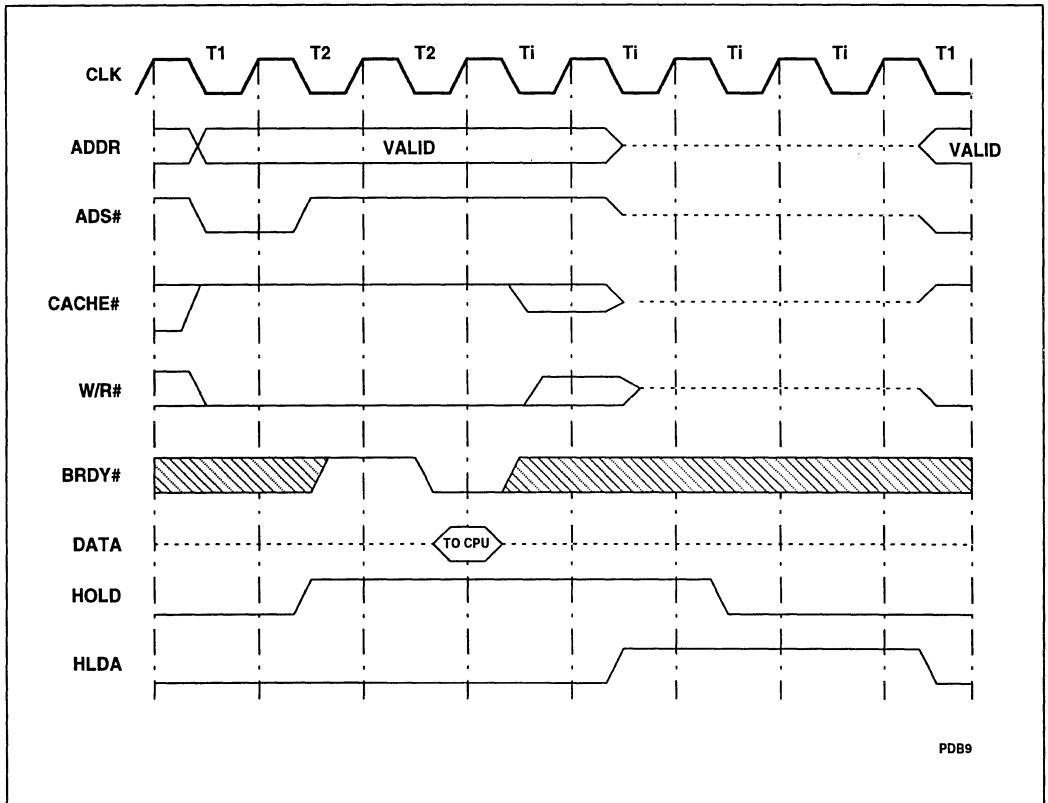 T1 T2 T2 Ti Ti Ti Ti T1
CLK
ADDR VALID VALID
ADS#
CACHE#
W/R#
BRDY#
DATA TO CPU
HOLD
HLDA
PDB9